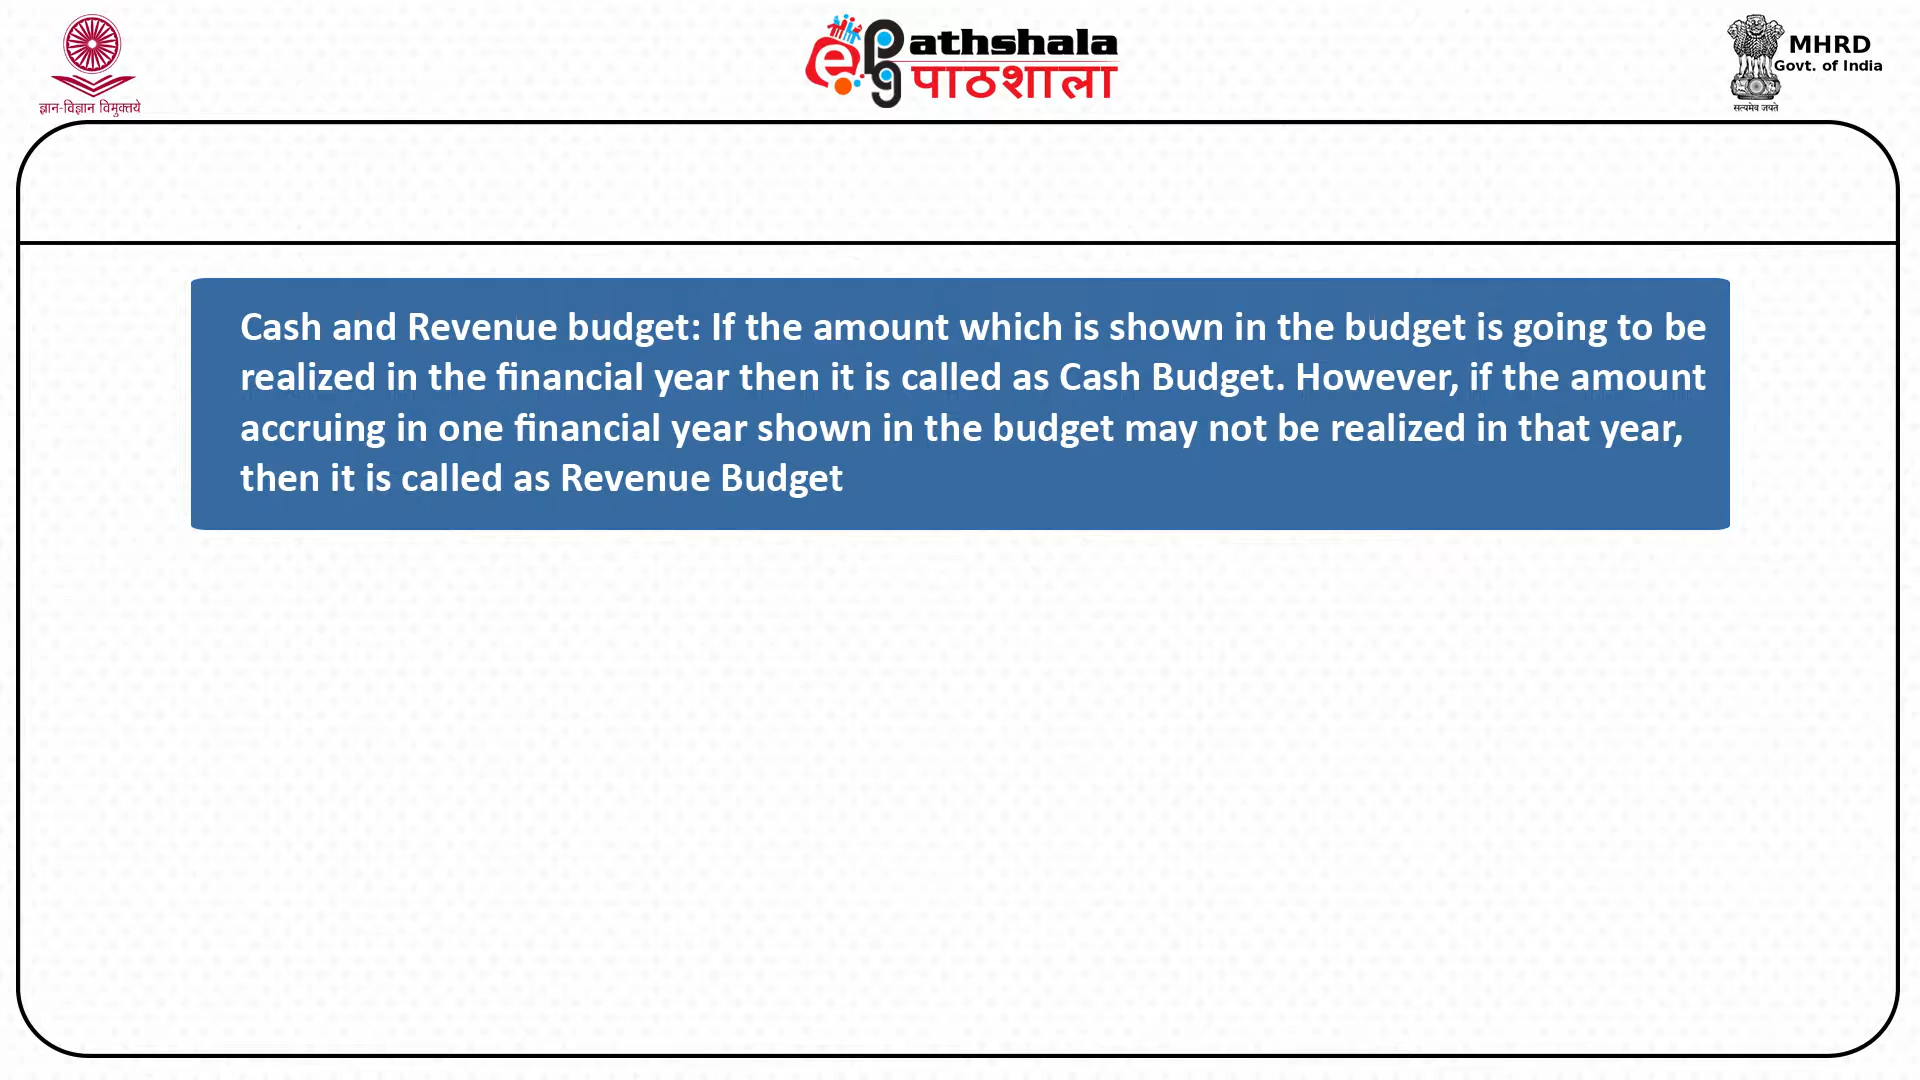 ज्ञान-विज्ञान विमुक्तये
epg athshala
पाठशाला
MHRD
Govt. of India
सत्यमेव जयते
Cash and Revenue budget: If the amount which is shown in the budget is going to be
realized in the financial year then it is called as Cash Budget. However, if the amount
accruing in one financial year shown in the budget may not be realized in that year,
then it is called as Revenue Budget